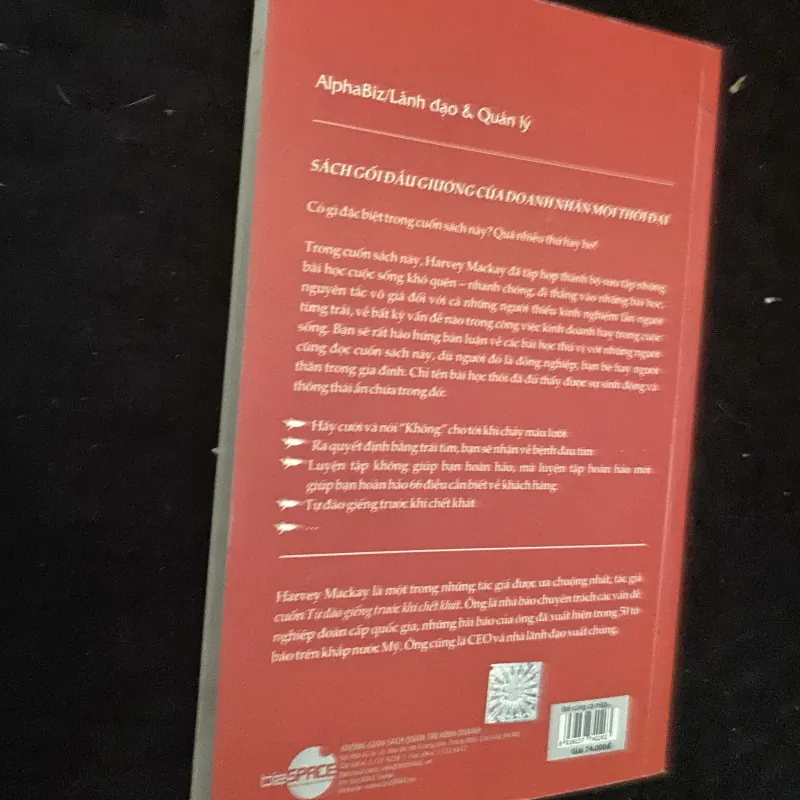 AlphaBiz/Lãnh đạo & Quản lý
SÁCH GỐI ĐẦU GIƯỜNG CỦA DOANH NHÂN MỌI THỜI ĐẠI
Có gì đặc biệt trong cuốn sách này? Quá nhiều thứ hay ho!
Trong cuốn sách này, Harvey Mackay đã tập hợp thành bộ sưu tập những
bài học cuộc sống khó quên – nhanh chóng, đi thẳng vào những bài học,
nguyên tắc vô giá đối với cả những người thiếu kinh nghiệm lẫn người
từng trải, về bất kỳ vấn đề nào trong công việc kinh doanh hay trong cuộc
sống. Bạn sẽ rất hào hứng bàn luận về các bài học thú vị với những người
cũng đọc cuốn sách này, dù người đó là đồng nghiệp, bạn bè hay người
thân trong gia đình. Chỉ tên bài học thôi đã đủ thấy được sự sinh động và
thông thái ẩn chứa trong đó:
Hãy cười và nói "Không" cho tới khi chảy máu lưỡi
Ra quyết định bằng trái tim, bạn sẽ nhận về bệnh đau tim
Luyện tập không giúp bạn hoàn hảo, mà luyện tập hoàn hảo mới
giúp bạn hoàn hảo 66 điều cần biết về khách hàng
Tự đào giếng trước khi chết khát
...
Harvey Mackay là một trong những tác giả được ưa chuộng nhất, tác giả
cuốn Tự đào giếng trước khi chết khát. Ông là nhà báo chuyên trách các vấn đề
nghiệp đoàn cấp quốc gia, những bài báo của ông đã xuất hiện trong 50 tờ
báo trên khắp nước Mỹ. Ông cũng là CEO và nhà lãnh đạo xuất chúng.
bizSPACE
KHÔNG GIAN SÁCH QUẢN TRỊ KINH DOANH
Giá: 74.000đ